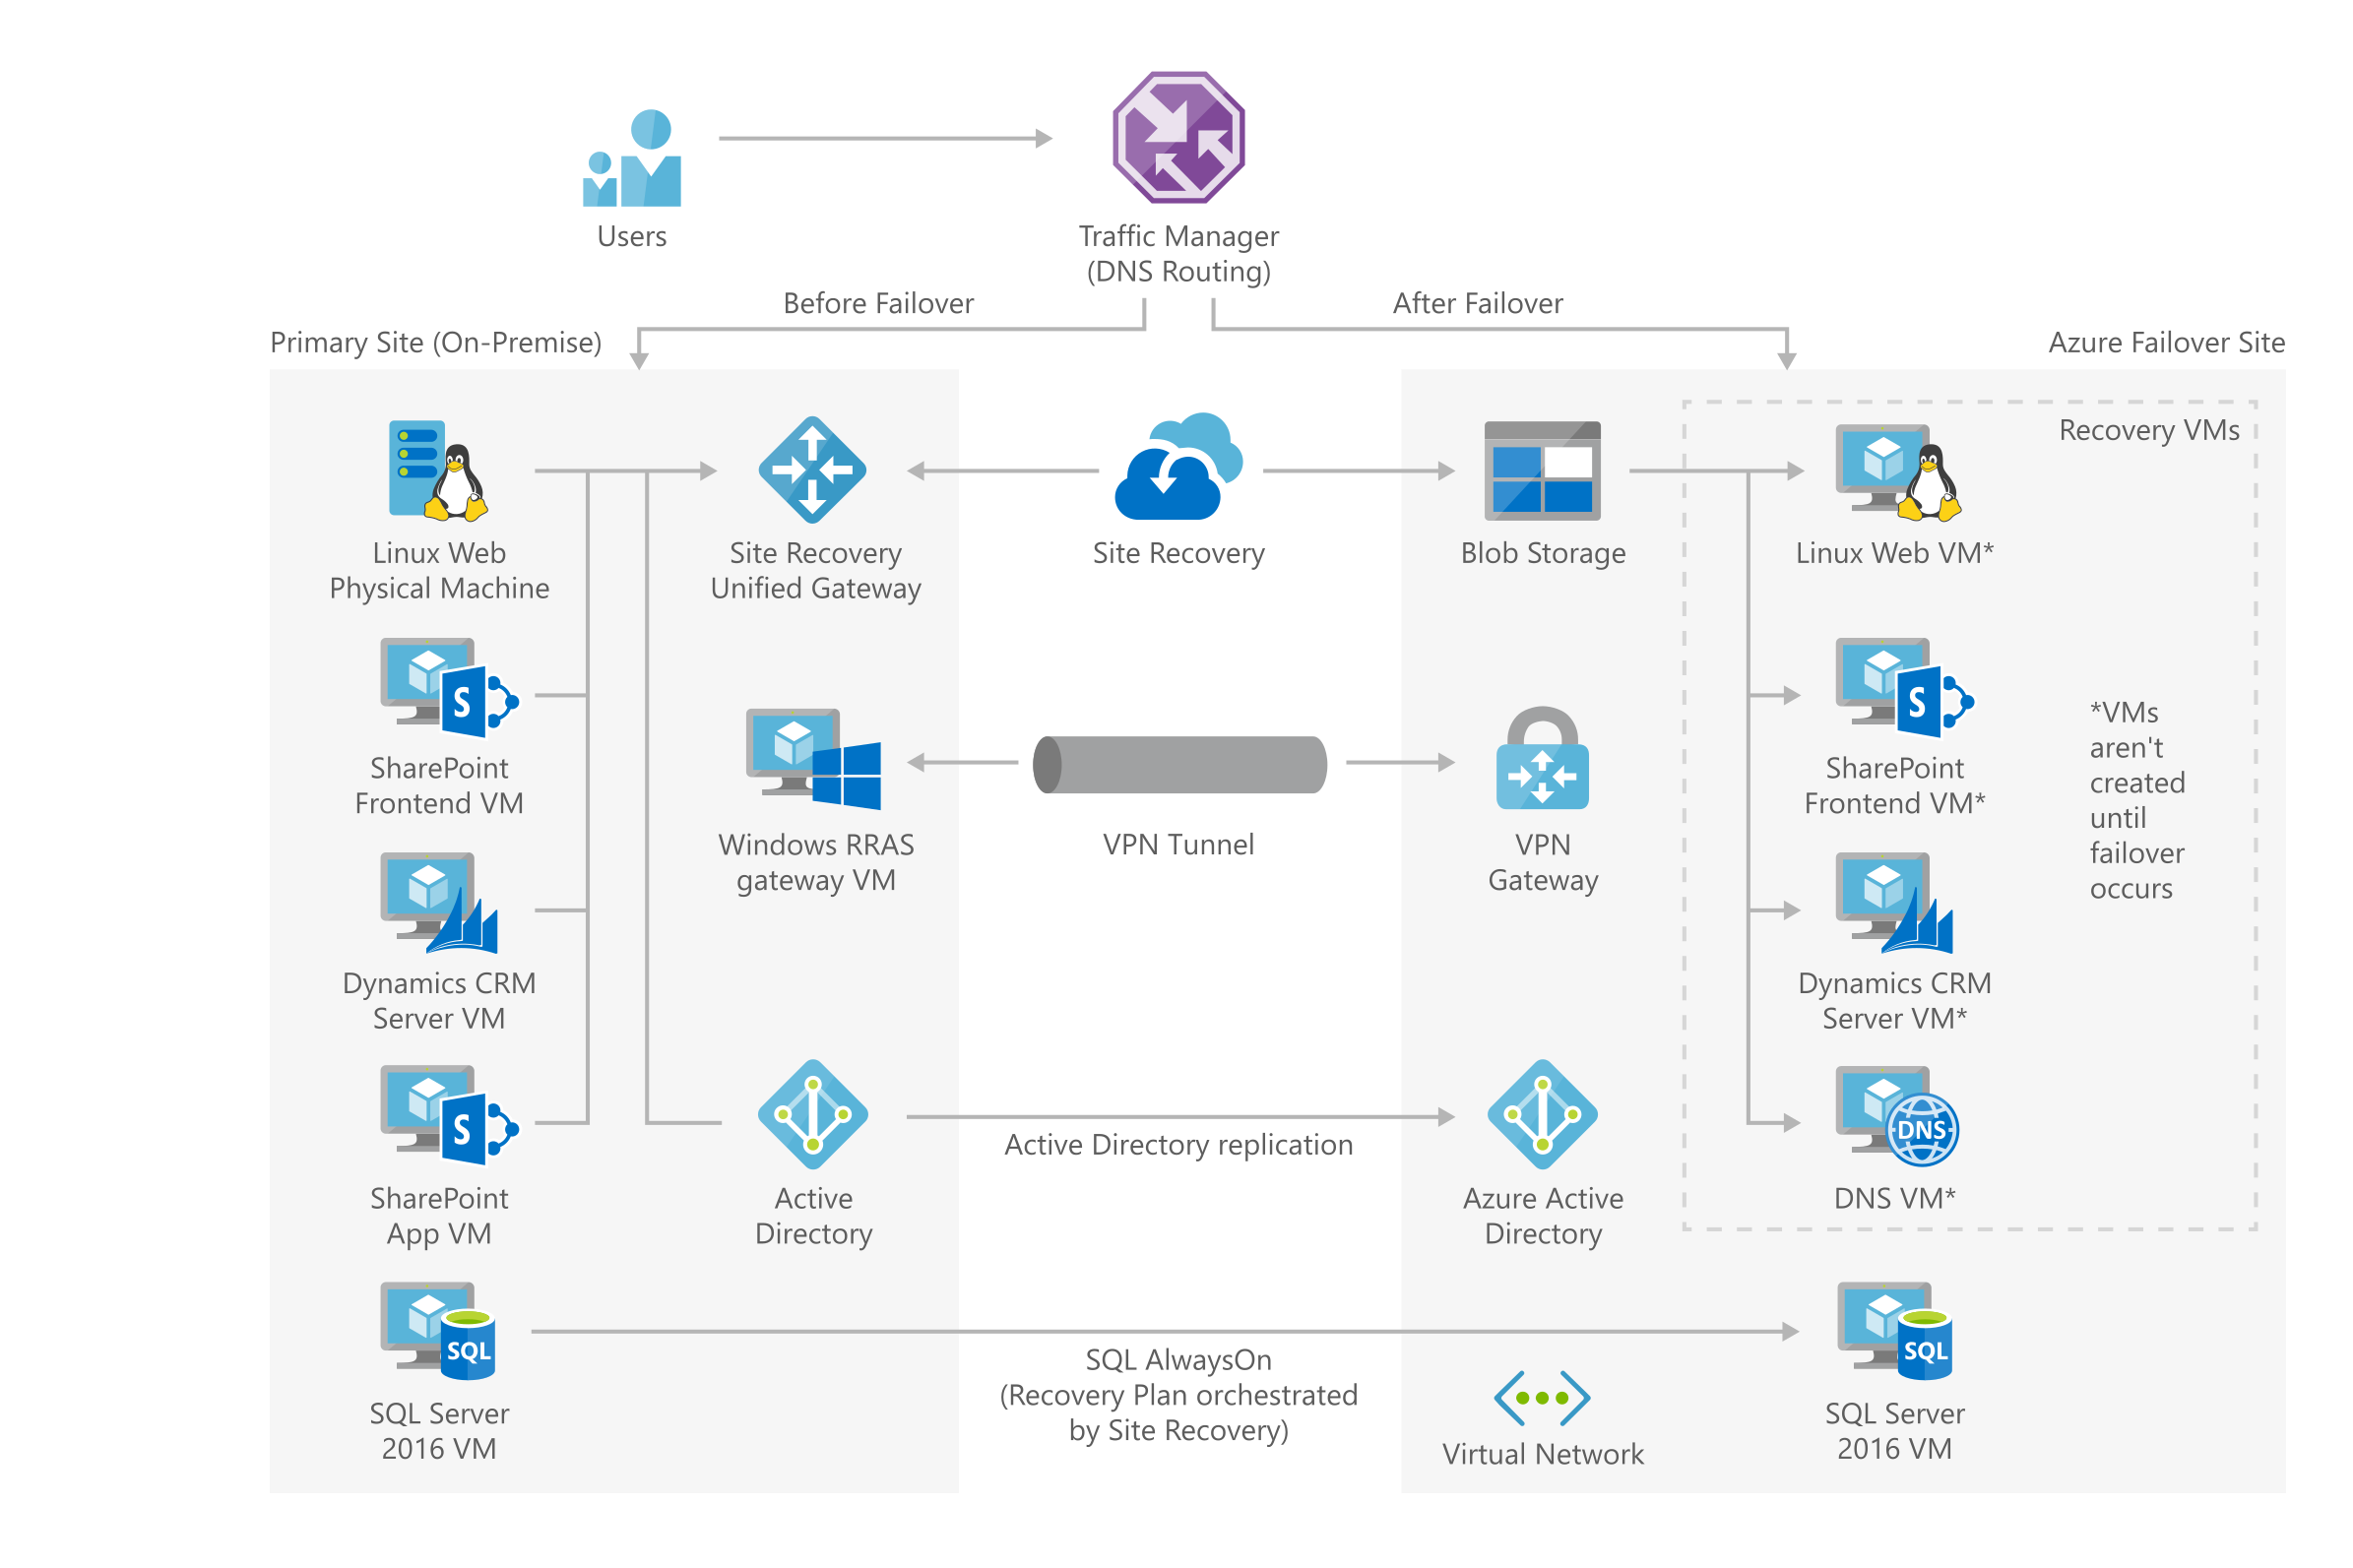 Users
Traffic Manager
(DNS Routing)
Before Failover
After Failover
Primary Site (On-Premise)
Azure Failover Site
Recovery VMs
Linux Web
Physical Machine
Site Recovery
Unified Gateway
Site Recovery
Blob Storage
Linux Web VM*
S
SharePoint
Frontend VM
Windows RRAS
gateway VM
VPN Tunnel
VPN
Gateway
S
SharePoint
Frontend VM*
*VMs
aren't
created
until
failover
occurs
Dynamics CRM
Server VM
Dynamics CRM
Server VM*
S
SharePoint
App VM
Active
Directory
Active Directory replication
Azure Active
Directory
DNS
DNS VM*
SQL
SQL Server
2016 VM
SQL AlwaysOn
(Recovery Plan orchestrated
by Site Recovery)
Virtual Network
SQL
SQL Server
2016 VM